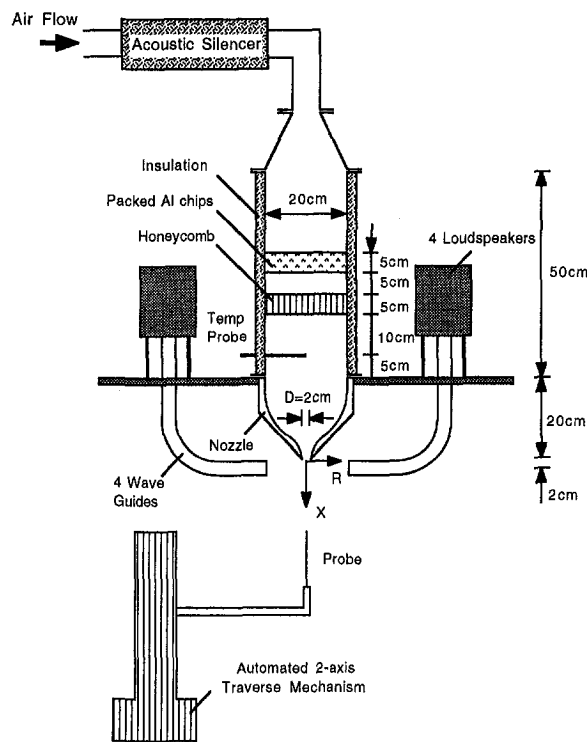 Air Flow
Acoustic Silencer
Insulation
20cm
Packed Al chips
Honeycomb
4 Loudspeakers
5cm
5cm
5cm
50cm
Temp
Probe
10cm
5cm
D=2cm
20cm
Nozzle
4 Wave
Guides
R
2cm
X
Probe
Automated 2-axis
Traverse Mechanism